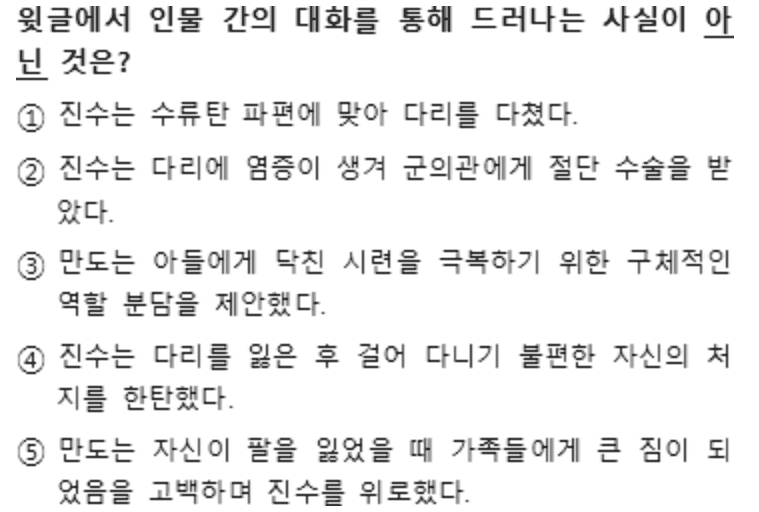 윗글에서 인물 간의 대화를 통해 드러나는 사실이 아
닌 것은?
① 진수는 수류탄 파편에 맞아 다리를 다쳤다.
② 진수는 다리에 염증이 생겨 군의관에게 절단 수술을 받
았다.
③ 만도는 아들에게 닥친 시련을 극복하기 위한 구체적인
역할 분담을 제안했다.
④ 진수는 다리를 잃은 후 걸어 다니기 불편한 자신의 처
지를 한탄했다.
⑤ 만도는 자신이 팔을 잃었을 때 가족들에게 큰 짐이 되
었음을 고백하며 진수를 위로했다.